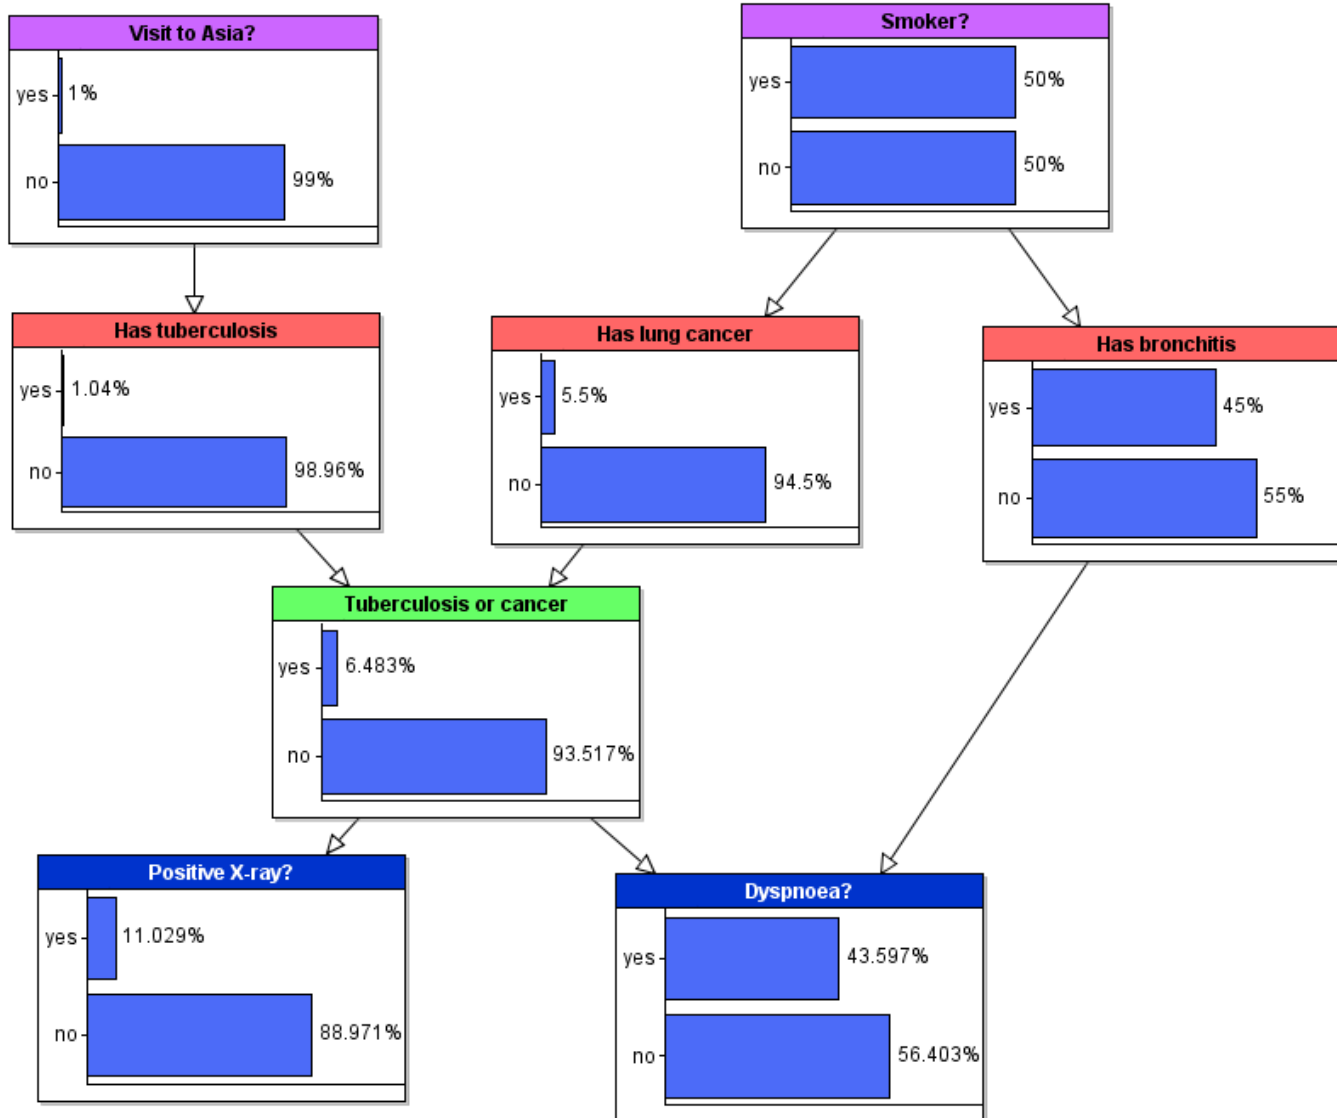 Visit to Asia?
yes 1%
no 99%
Smoker?
yes 50%
no 50%
Has tuberculosis
yes 1.04%
no 98.96%
Has lung cancer
yes 5.5%
no 94.5%
Has bronchitis
yes 45%
no 55%
Tuberculosis or cancer
yes 6.483%
no 93.517%
Positive X-ray?
yes 11.029%
no 88.971%
Dyspnoea?
yes 43.597%
no 56.403%